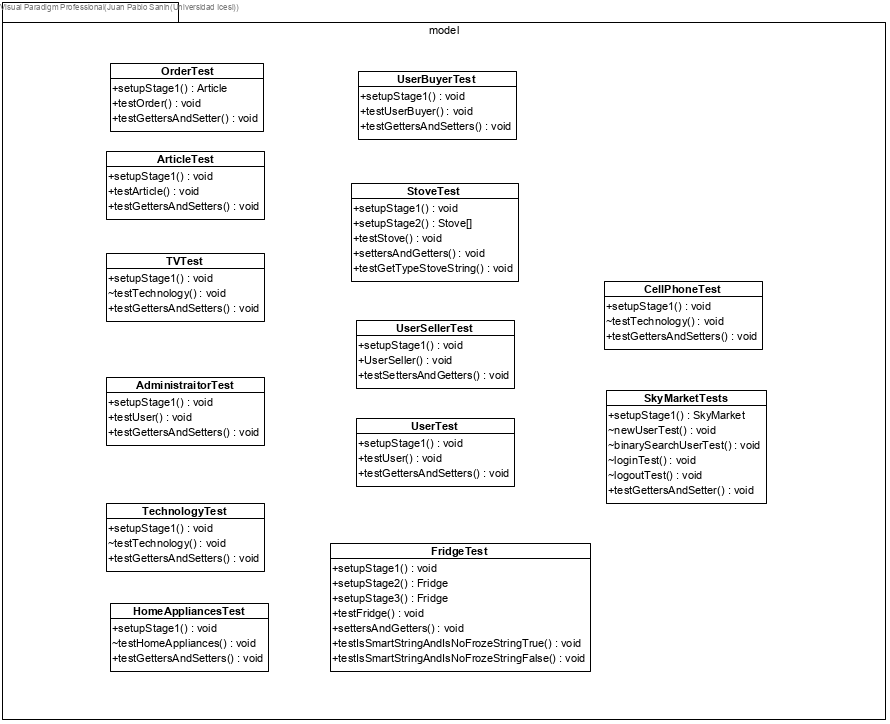 Visual Paradigm Professional(Juan Pablo Sanin(Universidad Icesi))
model
OrderTest
+setupStage1() : Article
+testOrder() : void
+testGettersAndSetter() : void
ArticleTest
+setupStage1() : void
+testArticle() : void
+testGettersAndSetters() : void
TVTest
+setupStage1() : void
~testTechnology() : void
+testGettersAndSetters() : void
AdministraitorTest
+setupStage1() : void
+testUser() : void
+testGettersAndSetters() : void
TechnologyTest
+setupStage1() : void
~testTechnology() : void
+testGettersAndSetters() : void
HomeAppliancesTest
+setupStage1() : void
~testHomeAppliances() : void
+testGettersAndSetters() : void
UserBuyerTest
+setupStage1() : void
+testUserBuyer() : void
+testGettersAndSetters() : void
StoveTest
+setupStage1() : void
+setupStage2() : Stove[]
+testStove() : void
+settersAndGetters() : void
+testGetTypeStoveString() : void
UserSellerTest
+setupStage1() : void
+UserSeller() : void
+testSettersAndGetters() : void
UserTest
+setupStage1() : void
+testUser() : void
+testGettersAndSetters() : void
FridgeTest
+setupStage1() : void
+setupStage2() : Fridge
+setupStage3() : Fridge
+testFridge() : void
+settersAndGetters() : void
+testIsSmartStringAndIsNoFrozeStringTrue() : void
+testIsSmartStringAndIsNoFrozeStringFalse() : void
CellPhoneTest
+setupStage1() : void
~testTechnology() : void
+testGettersAndSetters() : void
SkyMarketTests
+setupStage1() : SkyMarket
~newUserTest() : void
~binarySearchUserTest() : void
~loginTest() : void
~logoutTest() : void
+testGettersAndSetter() : void